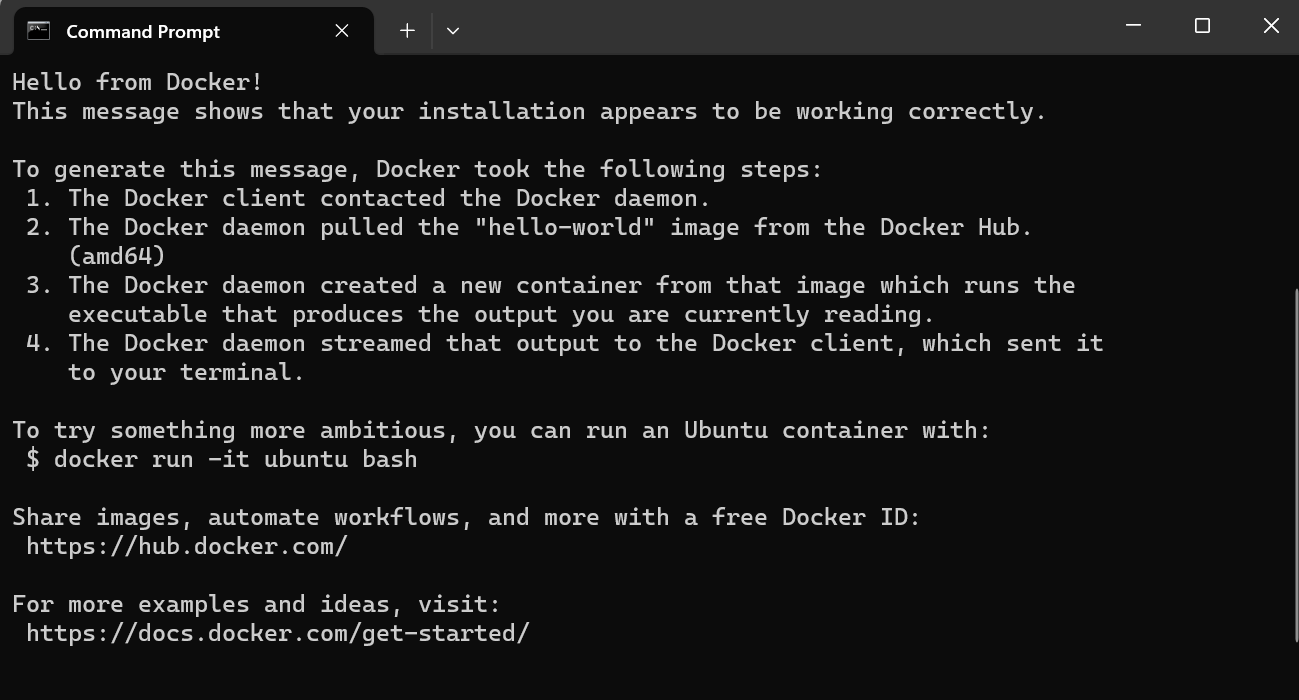 Command Prompt
Hello from Docker!
This message shows that your installation appears to be working correctly.
To generate this message, Docker took the following steps:
1. The Docker client contacted the Docker daemon.
2. The Docker daemon pulled the "hello-world" image from the Docker Hub.
(amd64)
3. The Docker daemon created a new container from that image which runs the
executable that produces the output you are currently reading.
4. The Docker daemon streamed that output to the Docker client, which sent it
to your terminal.
To try something more ambitious, you can run an Ubuntu container with:
$ docker run -it ubuntu bash
Share images, automate workflows, and more with a free Docker ID:
https://hub.docker.com/
For more examples and ideas, visit:
https://docs.docker.com/get-started/